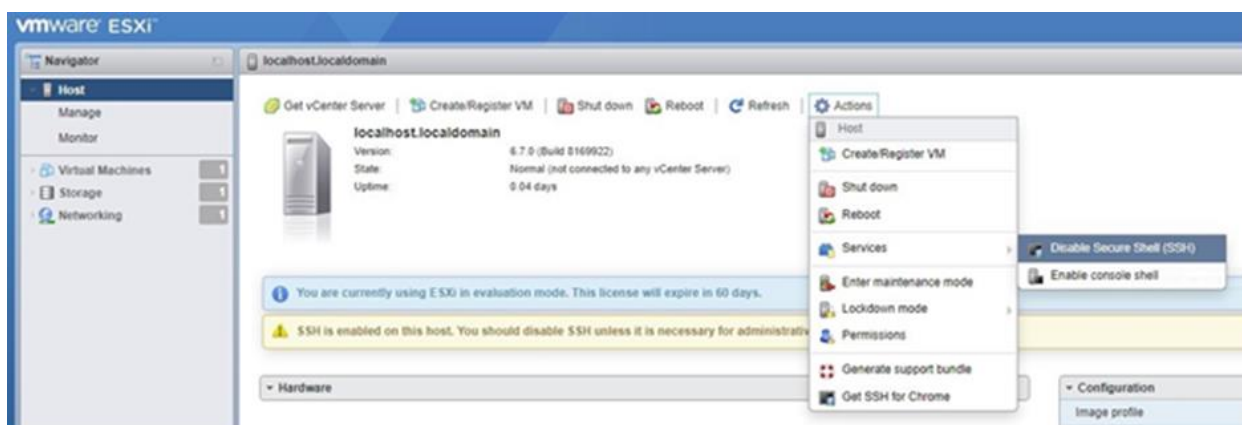 vmware ESXi™
Navigator
localhost.localdomain
Host
Manage
Monitor
Virtual Machines 1
Storage 1
Networking 1
Get vCenter Server | Create/Register VM | Shut down Reboot | Refresh | Actions
localhost.localdomain
Version: 6.7.0 (Build 8169922)
State: Normal (not connected to any vCenter Server)
Uptime: 0.04 days
Host
Create/Register VM
Shut down
Reboot
Services
Disable Secure Shell (SSH)
Enable console shell
Enter maintenance mode
Lockdown mode
Permissions
Generate support bundle
Get SSH for Chrome
You are currently using ESXi in evaluation mode. This license will expire in 60 days.
SSH is enabled on this host. You should disable SSH unless it is necessary for administrativ
Hardware
Configuration
Image profile